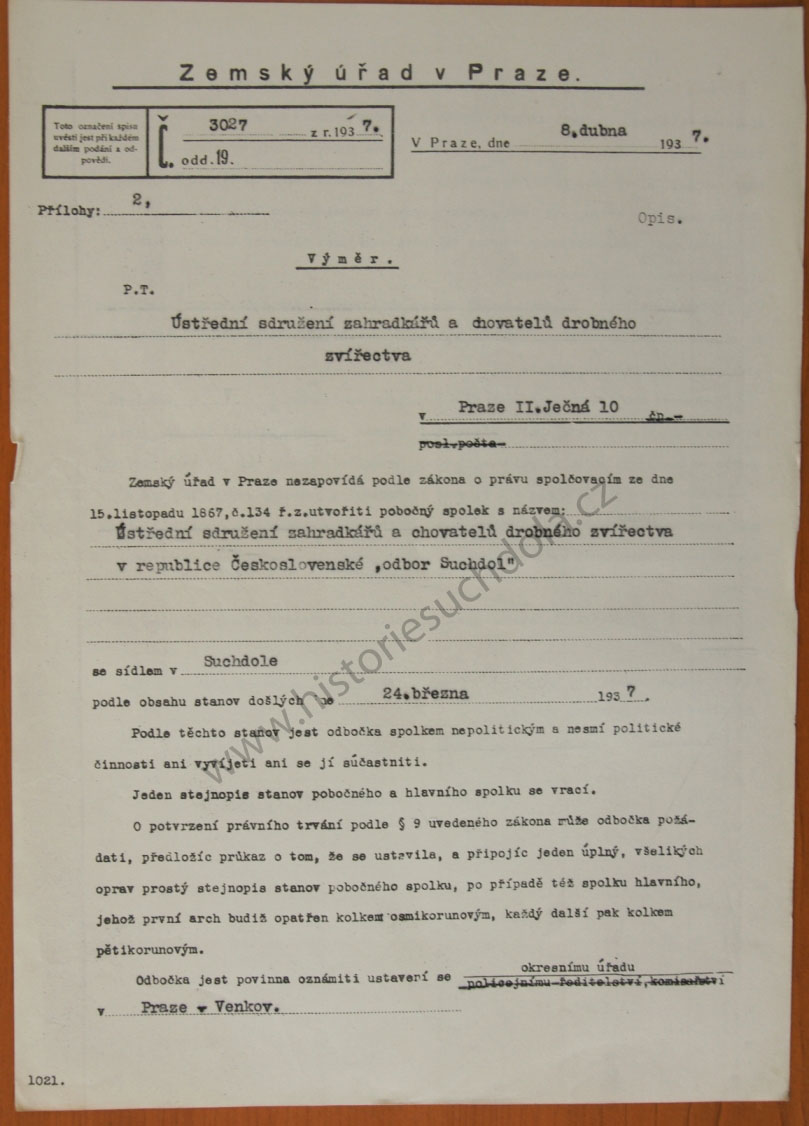 Zemský úřad v Praze.
Toto označení spisu
uvésti jest při každém
dalším podání a od-
povědi.
Č. 3027 z r. 1937.
odd. 19.
V Praze, dne 8.dubna 1937.
Přílohy: 2,
Opis.
Výměr.
P.T.
Ústřední sdružení zahradkářů a chovatelů drobného
zvířectva
v Praze II.Ječná 10 čp.-
posl.pošta-
Zemský úřad v Praze nezapovídá podle zákona o právu spolčovacím ze dne
15.listopadu 1867,č.134 ř.z.utvořiti pobočný spolek s názvem:
Ústřední sdružení zahradkářů a chovatelů drobného zvířectva
v republice Československé „odbor Suchdol"
se sídlem v Suchdole
podle obsahu stanov došlých dne 24.března 1937.
Podle těchto stanov jest odbočka spolkem nepolitickým a nesmí politické
činnosti ani vyvíjeti ani se jí súčastniti.
Jeden stejnopis stanov pobočného a hlavního spolku se vrací.
O potvrzení právního trvání podle § 9 uvedeného zákona může odbočka požá-
dati, předložíc průkaz o tom, že se ustavila, a připojíc jeden úplný, všelikých
oprav prostý stejnopis stanov pobočného spolku, po případě též spolku hlavního,
jehož první arch budiž opatřen kolkem osmikorunovým, každý další pak kolkem
pětikorunovým.
okresnímu úřadu
Odbočka jest povinna oznámiti ustavení se policejnímu ředitelství, komisařství
v Praze - Venkov.
1021.
www.historiesuchdola.cz